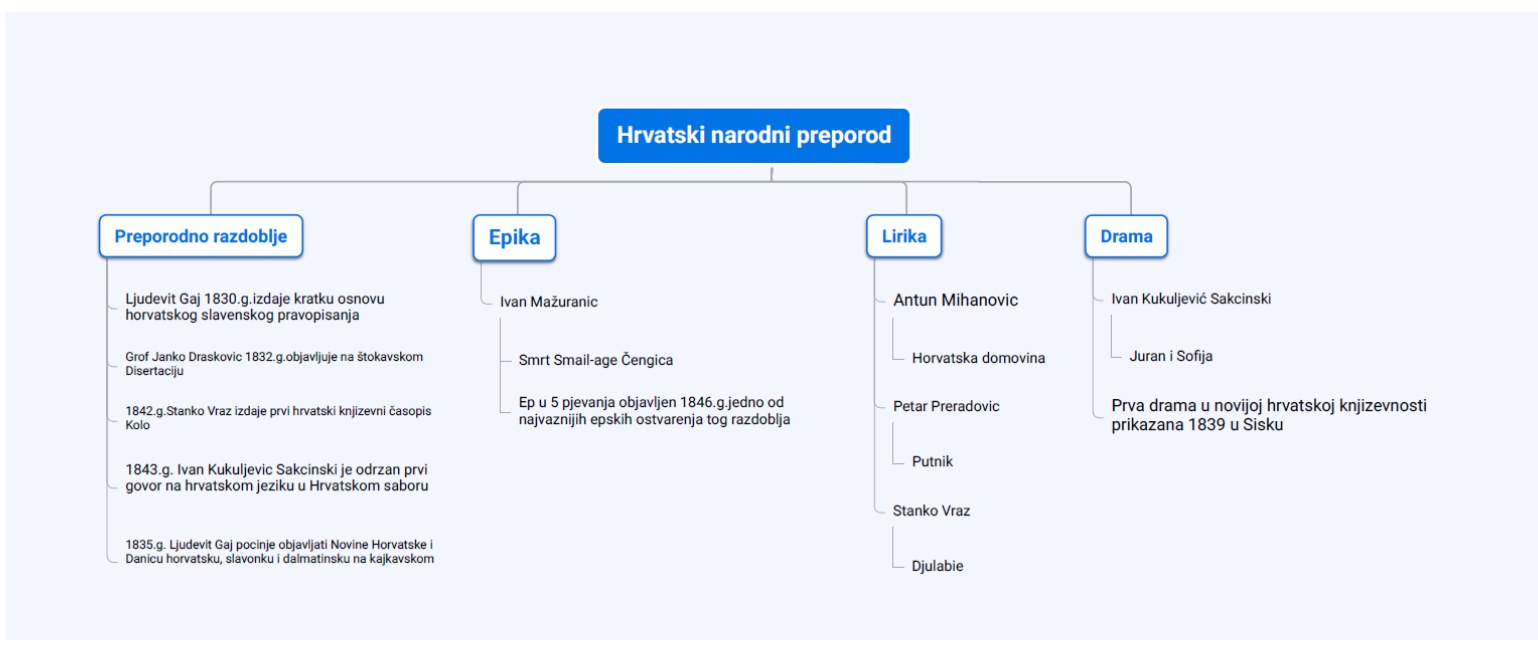 Hrvatski narodni preporod
Preporodno razdoblje
Ljudevit Gaj 1830.g.izdaje kratku osnovu
horvatskog slavenskog pravopisanja
Grof Janko Draskovic 1832.g.objavljuje na štokavskom
Disertaciju
1842.g.Stanko Vraz izdaje prvi hrvatski knjizevni časopis
Kolo
1843.g. Ivan Kukuljevic Sakcinski je odrzan prvi
govor na hrvatskom jeziku u Hrvatskom saboru
1835.g. Ljudevit Gaj pocinje objavljati Novine Horvatske i
Danicu horvatsku, slavonku i dalmatinsku na kajkavskom
Epika
Ivan Mažuranic
Smrt Smail-age Čengica
Ep u 5 pjevanja objavljen 1846.g.jedno od
najvaznijih epskih ostvarenja tog razdoblja
Lirika
Antun Mihanovic
Horvatska domovina
Petar Preradovic
Putnik
Stanko Vraz
Djulabie
Drama
Ivan Kukuljević Sakcinski
Juran i Sofija
Prva drama u novijoj hrvatskoj knjizevnosti
prikazana 1839 u Sisku